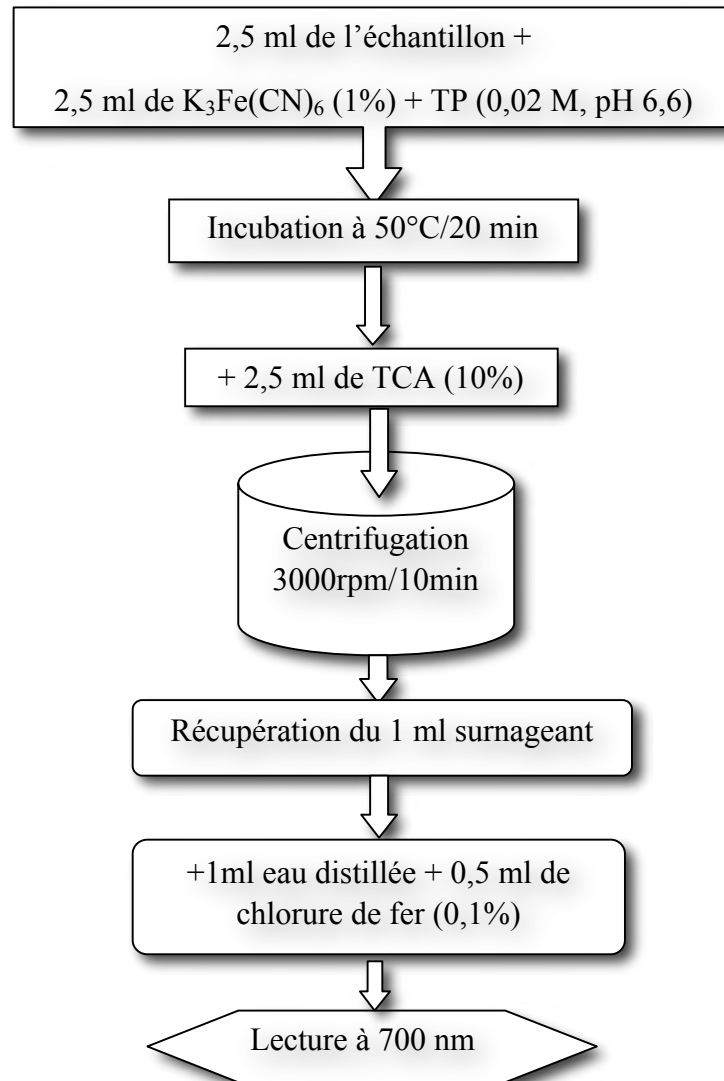 2,5 ml de l’échantillon +
2,5 ml de K₃Fe(CN)₆ (1%) + TP (0,02 M, pH 6,6)
Incubation à 50°C/20 min
+ 2,5 ml de TCA (10%)
Centrifugation
3000rpm/10min
Récupération du 1 ml surnageant
+1ml eau distillée + 0,5 ml de
chlorure de fer (0,1%)
Lecture à 700 nm